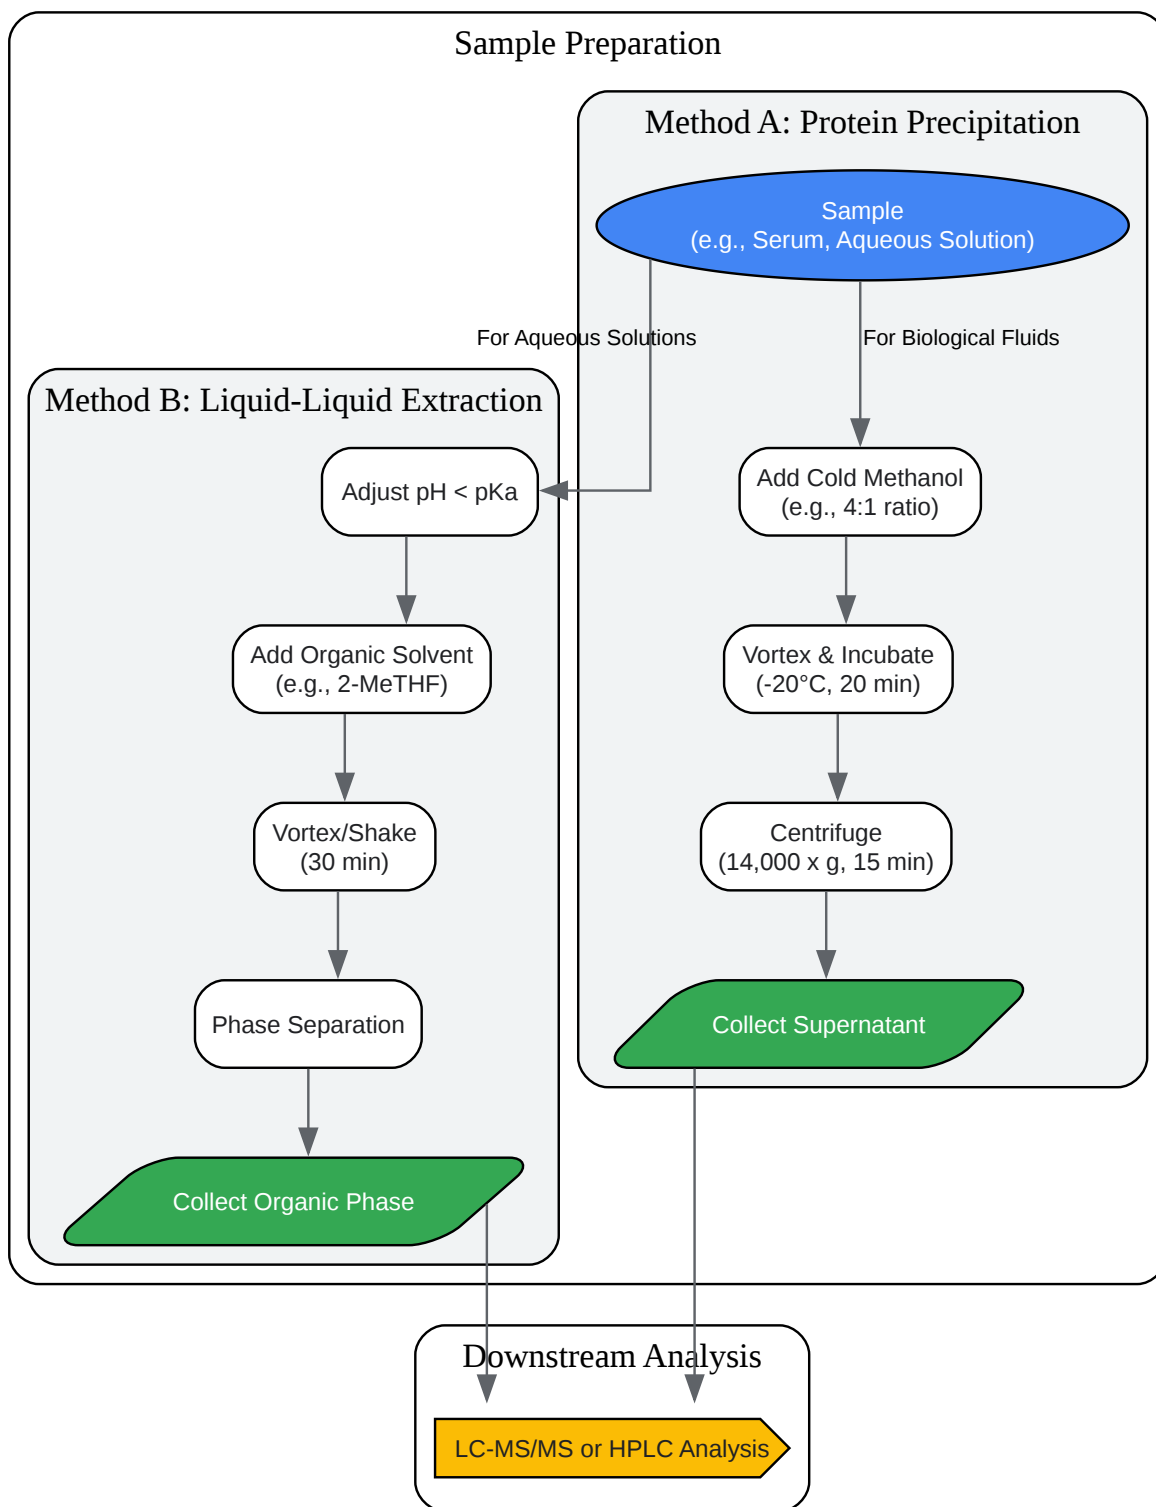 Sample Preparation
Method A: Protein Precipitation
Sample
(e.g., Serum, Aqueous Solution)
For Aqueous Solutions
For Biological Fluids
Method B: Liquid-Liquid Extraction
Adjust pH < pKa
Add Cold Methanol
(e.g., 4:1 ratio)
Add Organic Solvent
(e.g., 2-MeTHF)
Vortex & Incubate
(-20°C, 20 min)
Vortex/Shake
(30 min)
Centrifuge
(14,000 x g, 15 min)
Phase Separation
Collect Supernatant
Collect Organic Phase
Downstream Analysis
LC-MS/MS or HPLC Analysis